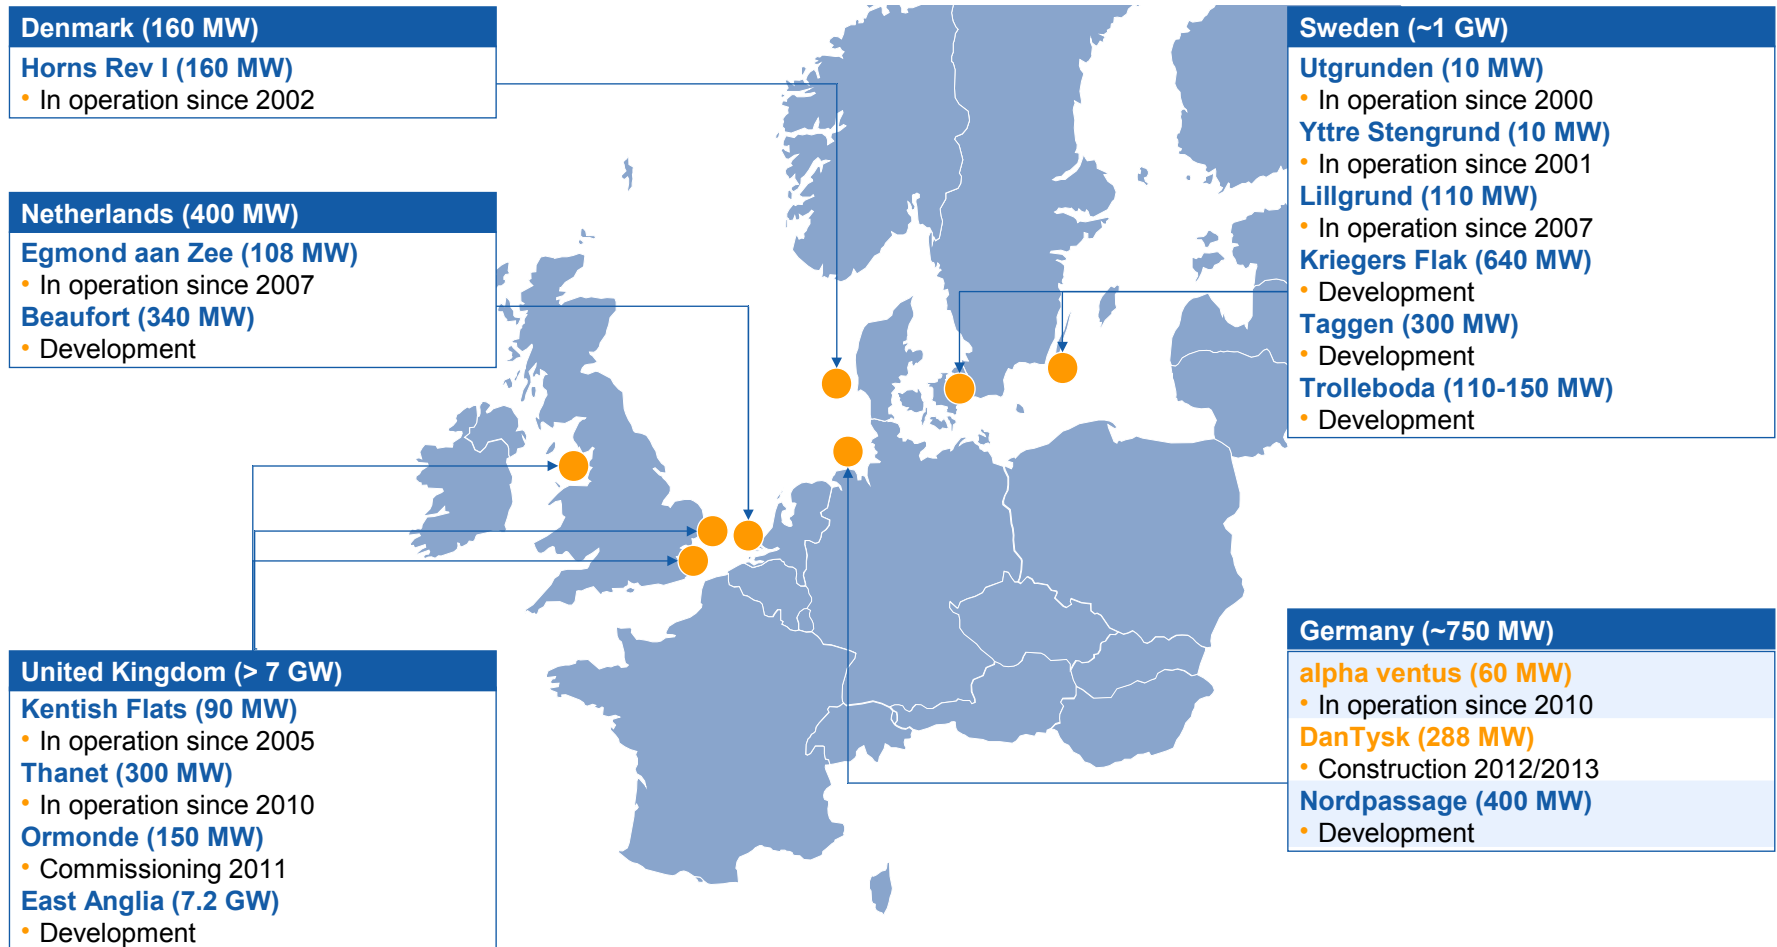 Denmark (160 MW)
Horns Rev I (160 MW)
• In operation since 2002
Netherlands (400 MW)
Egmond aan Zee (108 MW)
• In operation since 2007
Beaufort (340 MW)
• Development
United Kingdom (> 7 GW)
Kentish Flats (90 MW)
• In operation since 2005
Thanet (300 MW)
• In operation since 2010
Ormonde (150 MW)
• Commissioning 2011
East Anglia (7.2 GW)
• Development
Sweden (~1 GW)
Utgrunden (10 MW)
• In operation since 2000
Yttre Stengrund (10 MW)
• In operation since 2001
Lillgrund (110 MW)
• In operation since 2007
Kriegers Flak (640 MW)
• Development
Taggen (300 MW)
• Development
Trolleboda (110-150 MW)
• Development
Germany (~750 MW)
alpha ventus (60 MW)
• In operation since 2010
DanTysk (288 MW)
• Construction 2012/2013
Nordpassage (400 MW)
• Development